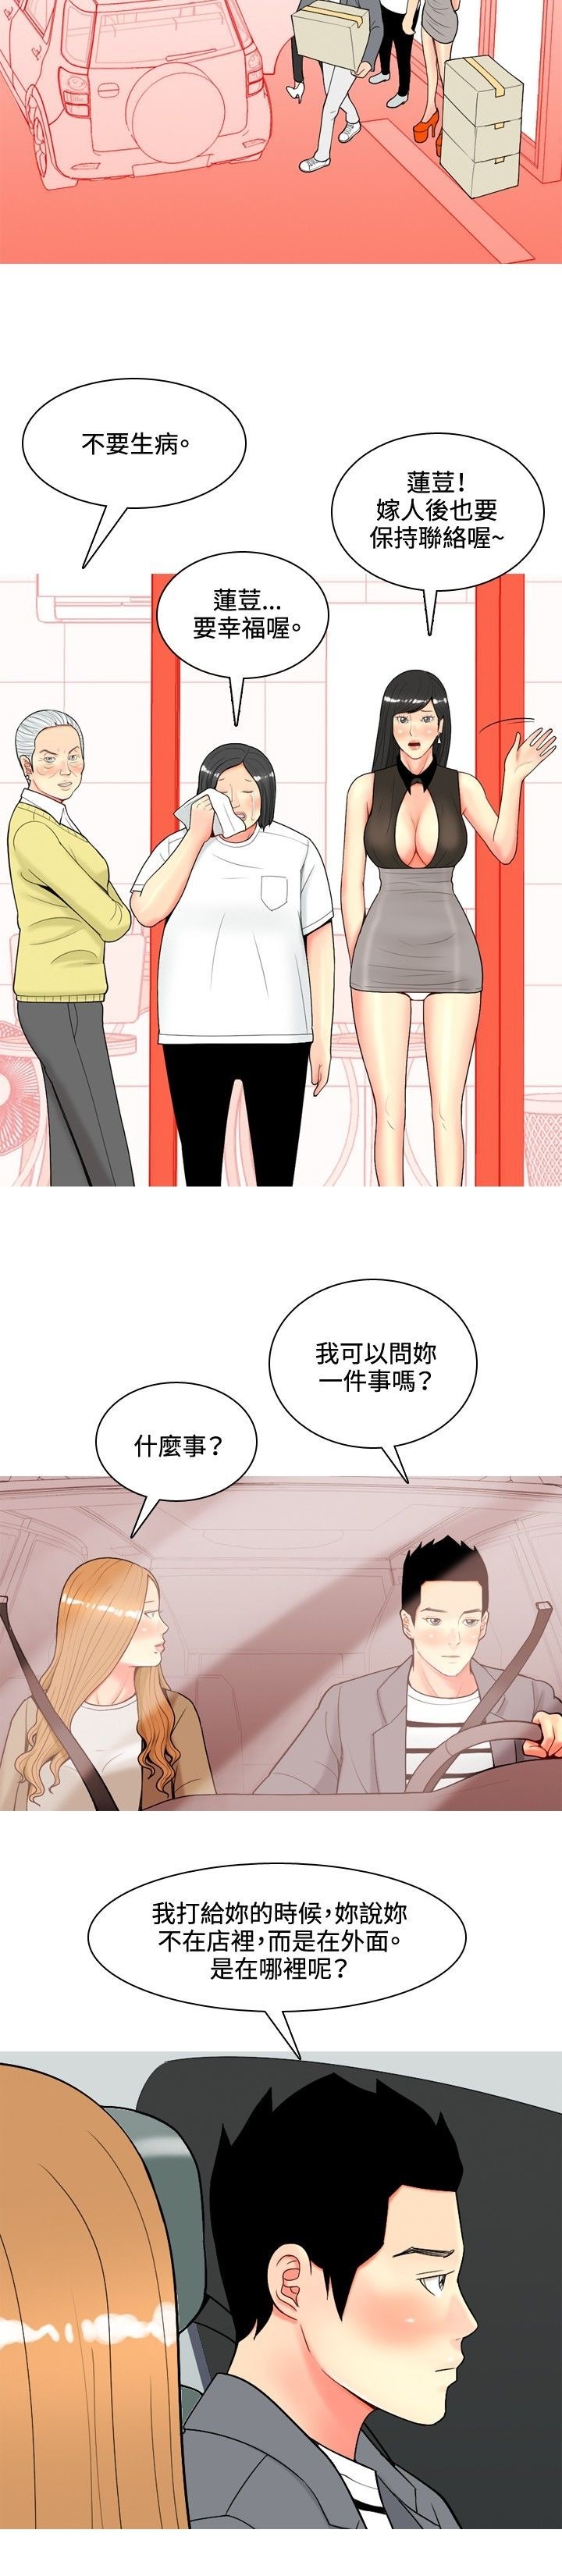 不要生病。
蓮荳!
嫁人後也要
保持聯絡喔~
蓮荳...
要幸福喔。
我可以問妳
一件事嗎?
什麼事?
我打給妳的時候,妳說妳
不在店裡,而是在外面。
是在哪裡呢?